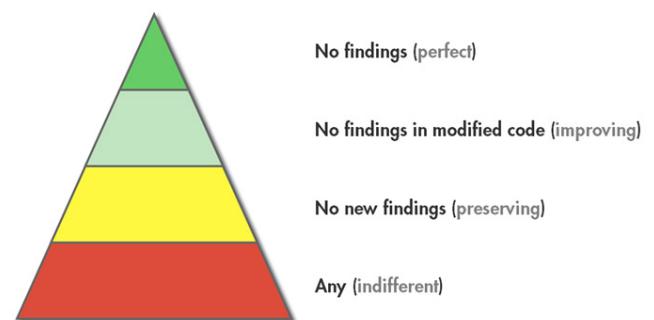 No findings (perfect)
No findings in modified code (improving)
No new findings (preserving)
Any (indifferent)